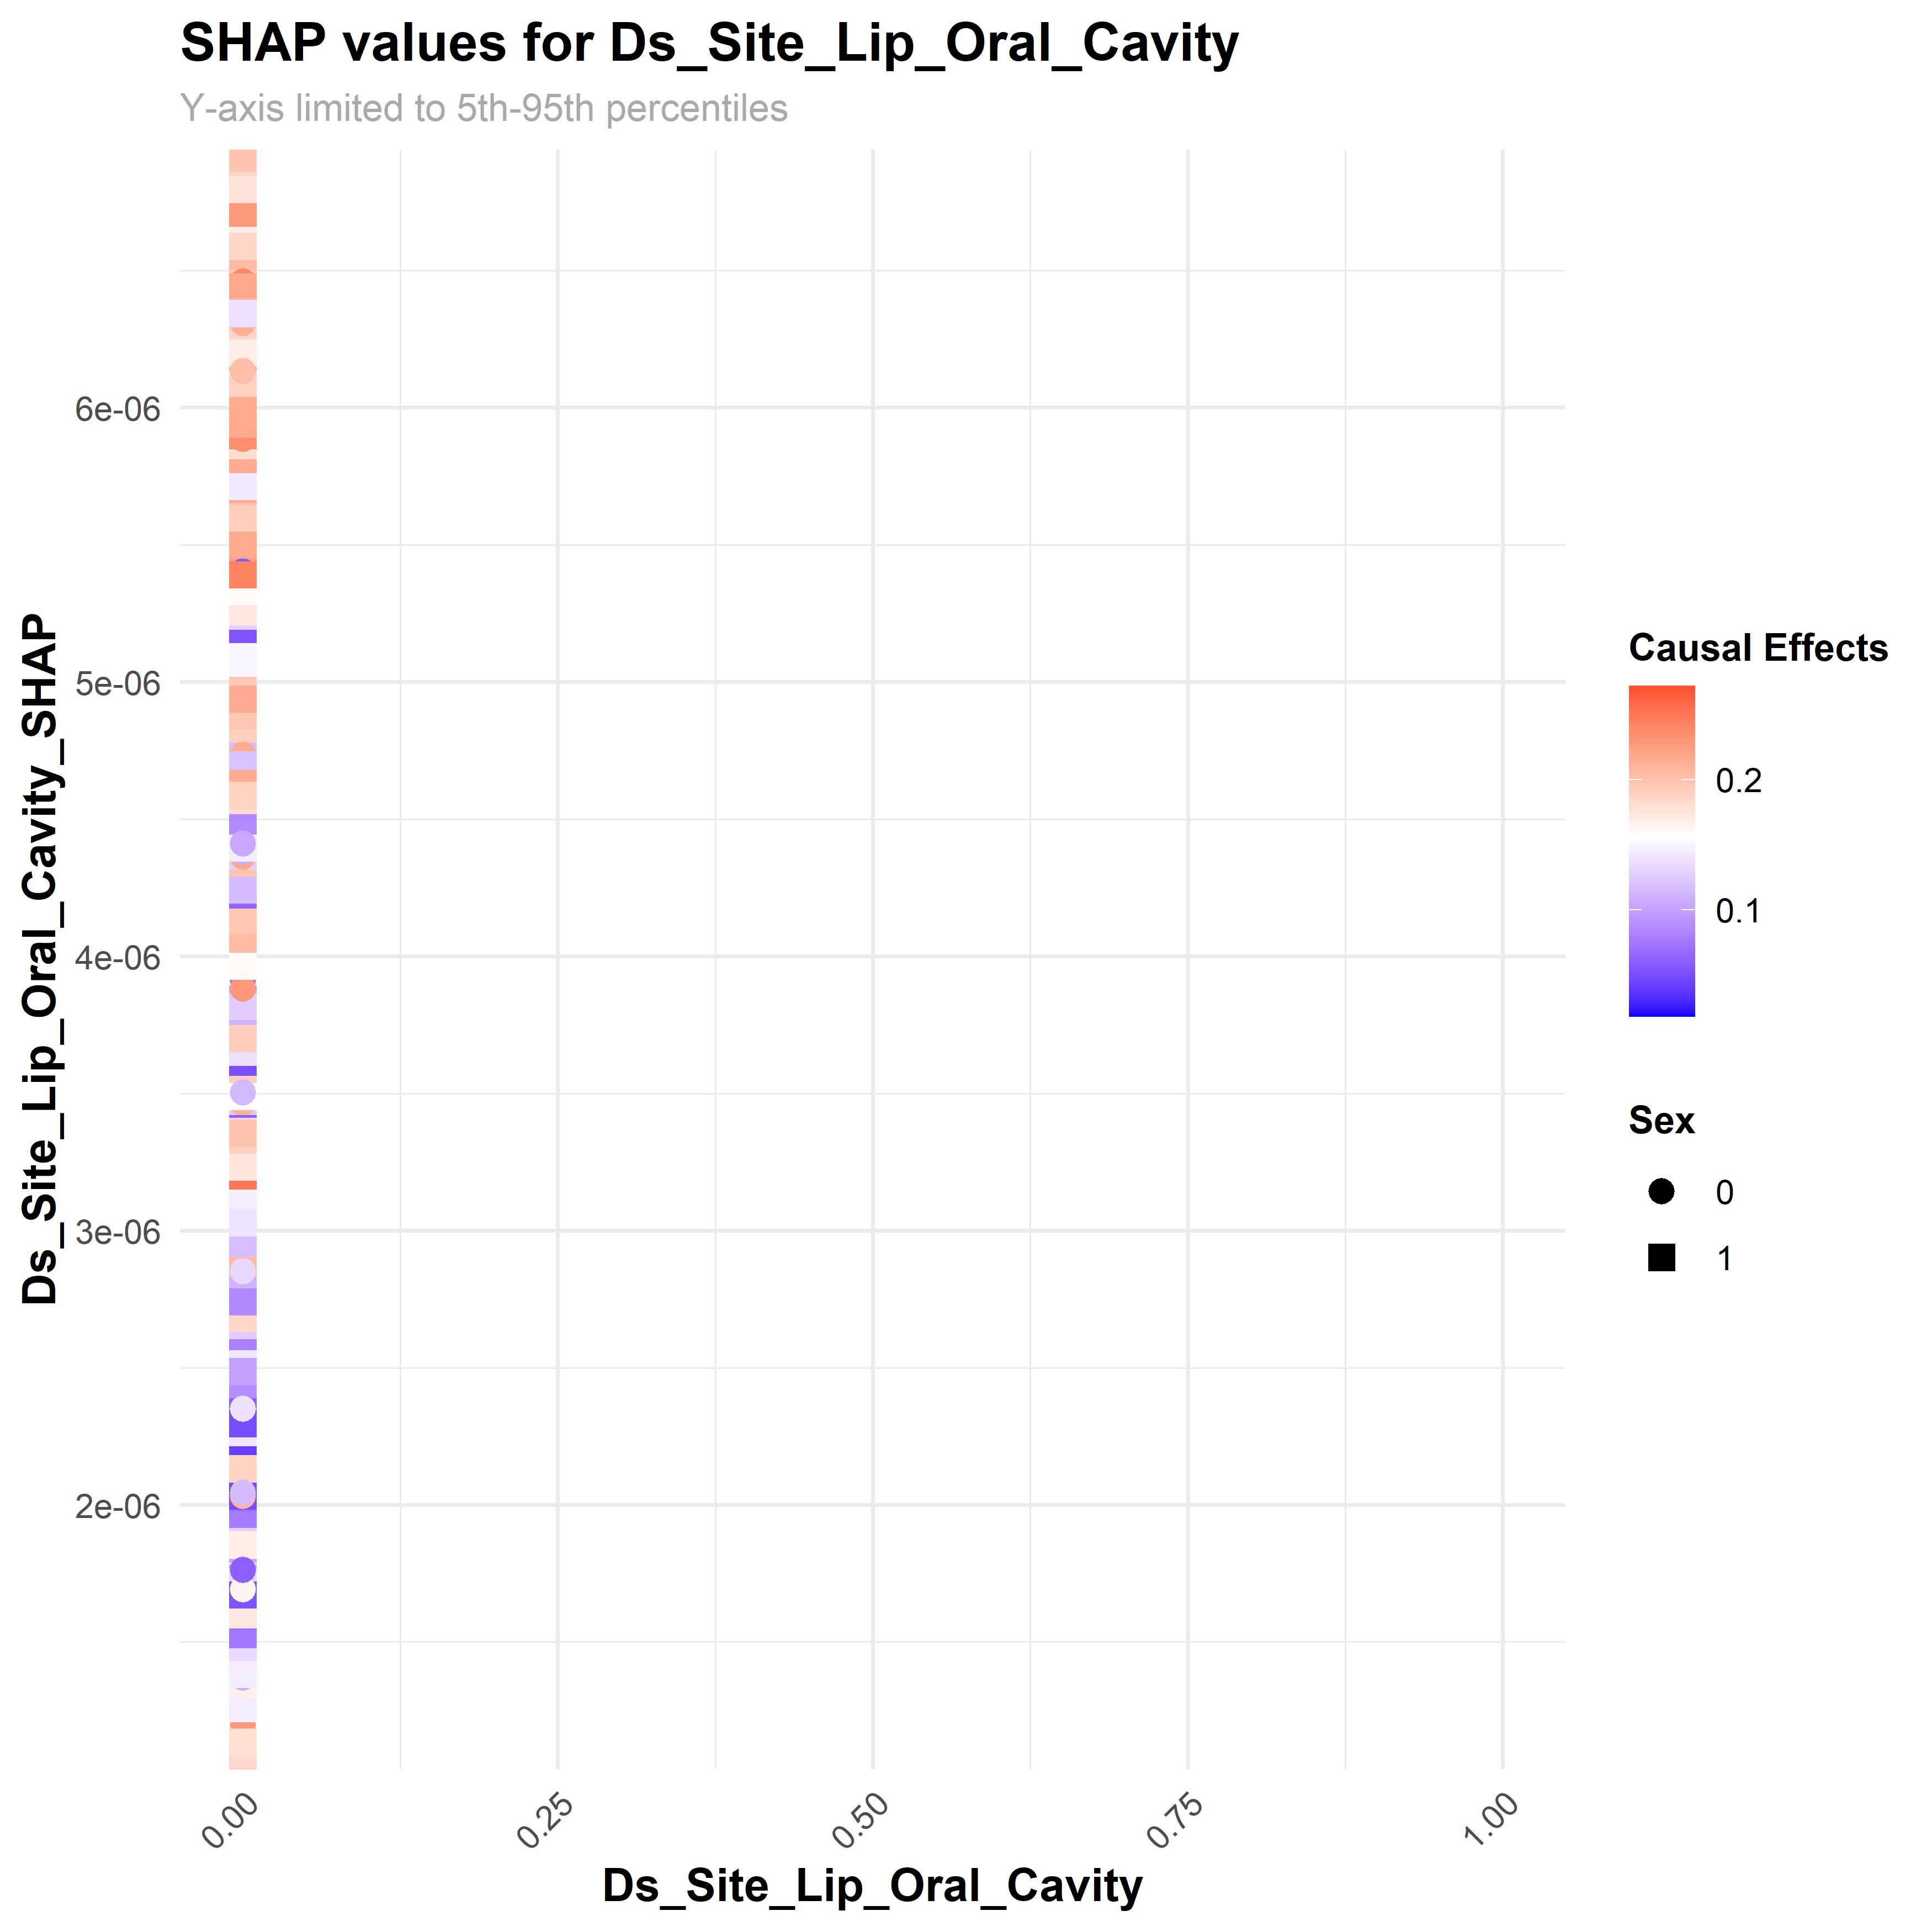 SHAP values for Ds_Site_Lip_Oral_Cavity
Y-axis limited to 5th-95th percentiles
Ds_Site_Lip_Oral_Cavity_SHAP
6e-06
5e-06
4e-06
3e-06
2e-06
0.00
0.25
0.50
0.75
1.00
Ds_Site_Lip_Oral_Cavity
Causal Effects
0.2
0.1
Sex
0
1